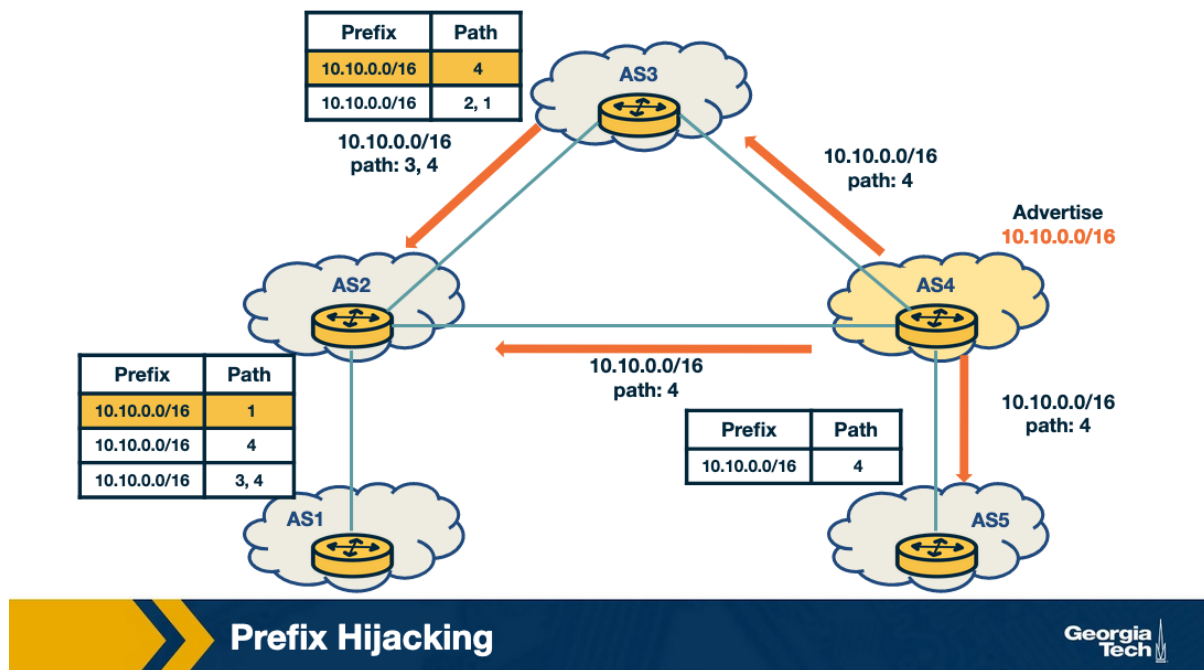 Prefix Path
10.10.0.0/16 4
10.10.0.0/16 2, 1
AS3
10.10.0.0/16
path: 3, 4
10.10.0.0/16
path: 4
Advertise
10.10.0.0/16
AS2
AS4
10.10.0.0/16
path: 4
Prefix Path
10.10.0.0/16 1
10.10.0.0/16 4
10.10.0.0/16 3, 4
Prefix Path
10.10.0.0/16 4
10.10.0.0/16
path: 4
AS1
AS5
Prefix Hijacking
Georgia
Tech